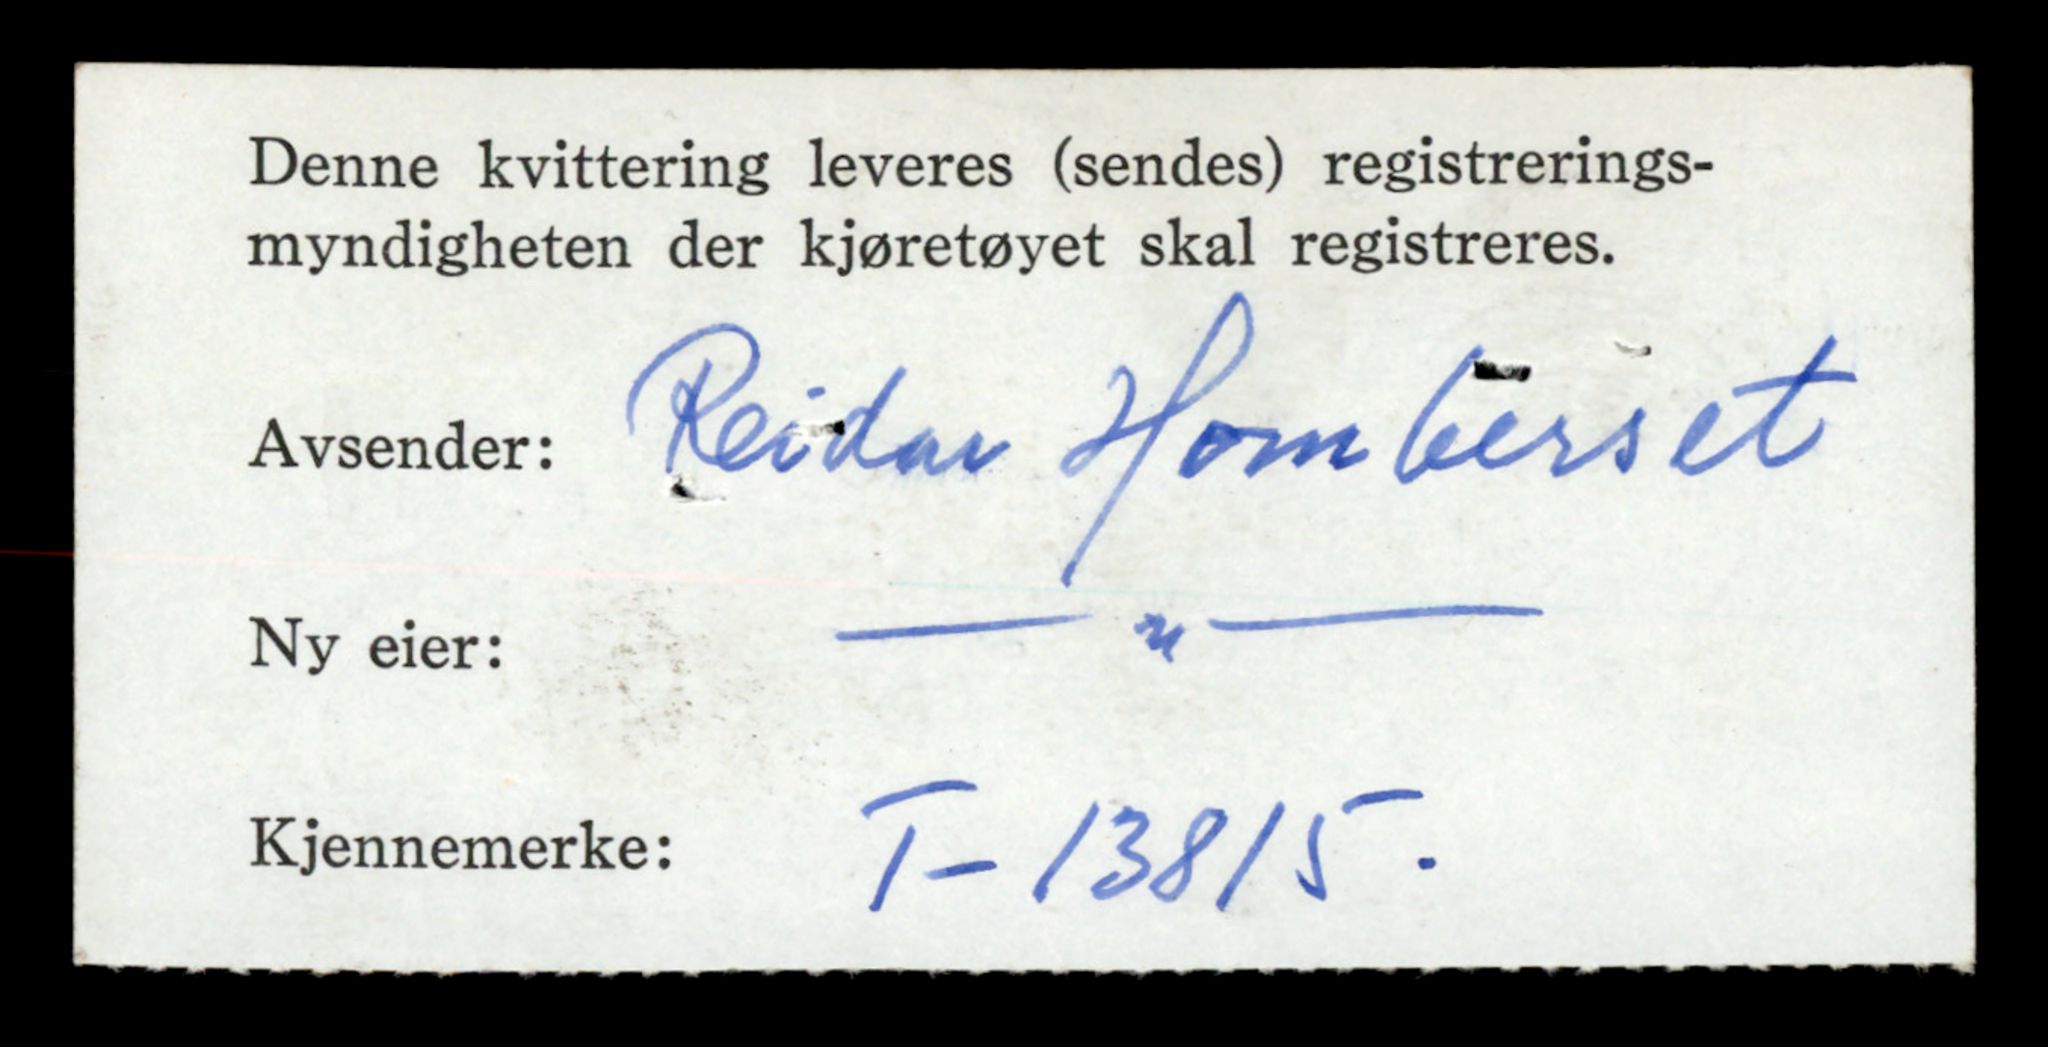 Denne kvittering leveres (sendes) registrerings-
myndigheten der kjøretøyet skal registreres.
Avsender: Reidar Homberset
Ny eier: — " —
Kjennemerke: T-13815.